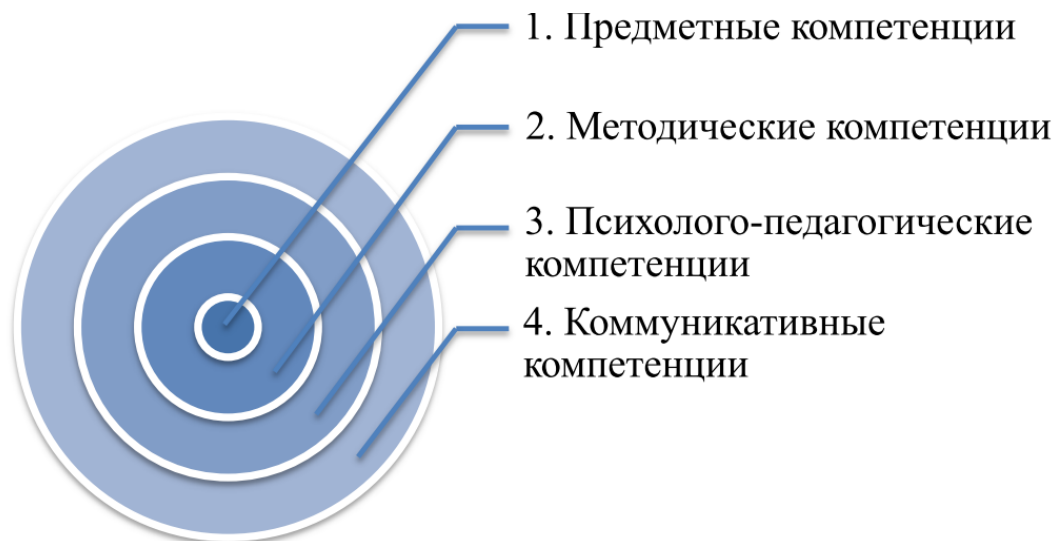 1. Предметные компетенции
2. Методические компетенции
3. Психолого-педагогические
компетенции
4. Коммуникативные
компетенции